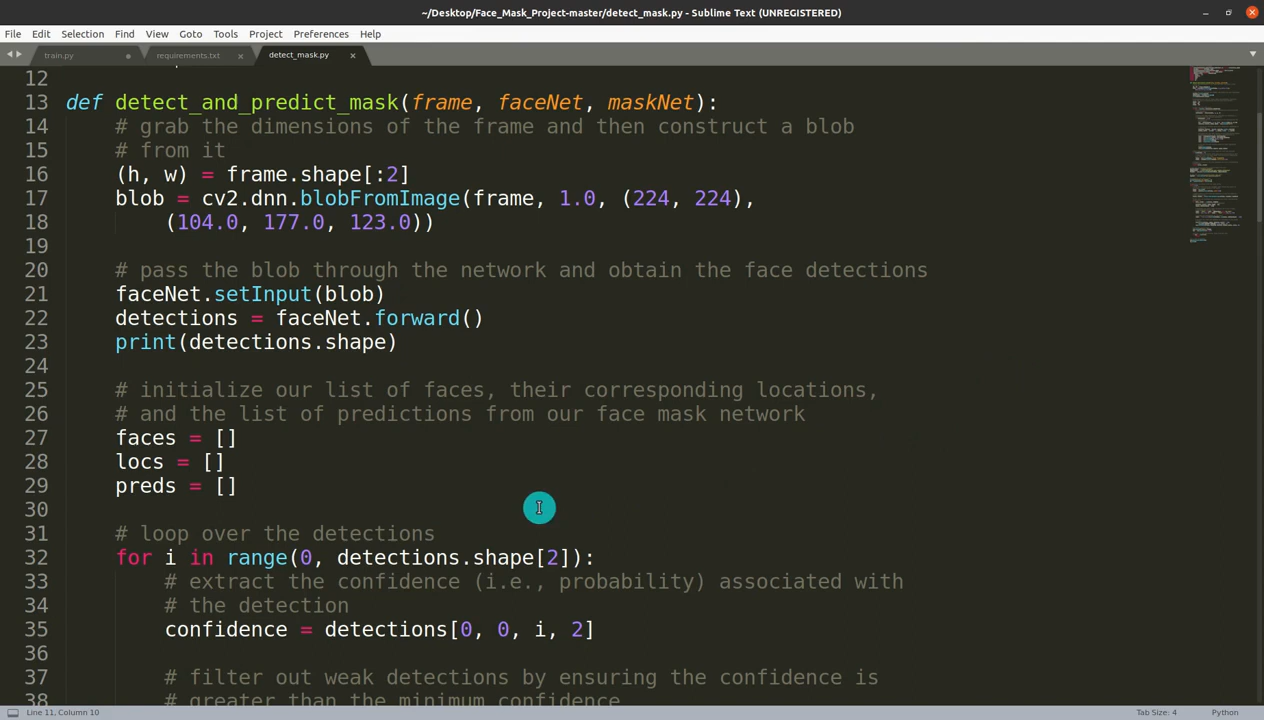 ~/Desktop/Face_Mask_Project-master/detect_mask.py - Sublime Text (UNREGISTERED)
File Edit Selection Find View Goto Tools Project Preferences Help
train.py requirements.txt detect_mask.py
12
13 def detect_and_predict_mask(frame, faceNet, maskNet):
14 # grab the dimensions of the frame and then construct a blob
15 # from it
16 (h, w) = frame.shape[:2]
17 blob = cv2.dnn.blobFromImage(frame, 1.0, (224, 224),
18 (104.0, 177.0, 123.0))
19
20 # pass the blob through the network and obtain the face detections
21 faceNet.setInput(blob)
22 detections = faceNet.forward()
23 print(detections.shape)
24
25 # initialize our list of faces, their corresponding locations,
26 # and the list of predictions from our face mask network
27 faces = []
28 locs = []
29 preds = []
30
31 # loop over the detections
32 for i in range(0, detections.shape[2]):
33 # extract the confidence (i.e., probability) associated with
34 # the detection
35 confidence = detections[0, 0, i, 2]
36
37 # filter out weak detections by ensuring the confidence is
38 # greater than the minimum confidence
Line 11, Column 10 Tab Size: 4 Python